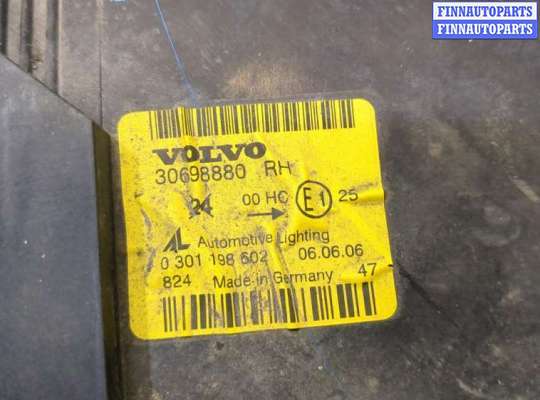 FINNAUTOPARTS
FINNAUTOPARTS
VOLVO
30698880 RH
24 00 HC E1 25
AL Automotive Lighting
0 301 198 602 06.06.06
824 Made in Germany 47